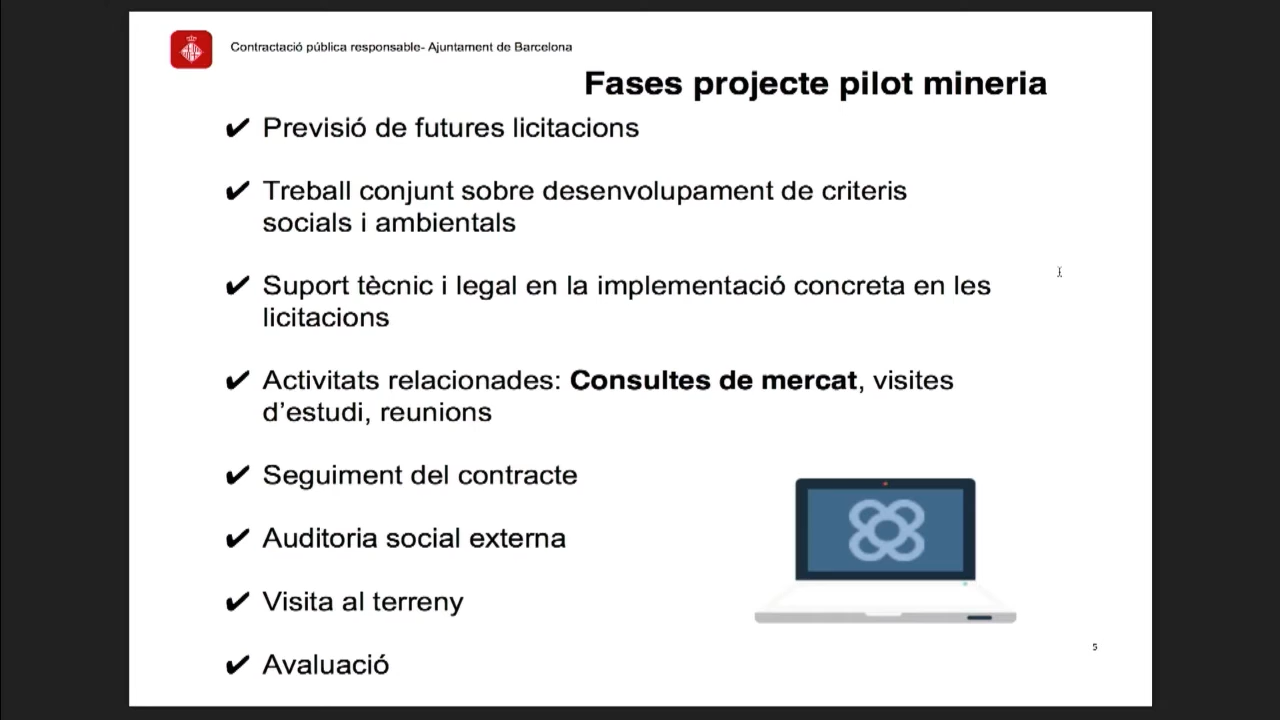 Contractació pública responsable- Ajuntament de Barcelona
Fases projecte pilot mineria
✔ Previsió de futures licitacions
✔ Treball conjunt sobre desenvolupament de criteris
socials i ambientals
✔ Suport tècnic i legal en la implementació concreta en les
licitacions
✔ Activitats relacionades: Consultes de mercat, visites
d’estudi, reunions
✔ Seguiment del contracte
✔ Auditoria social externa
✔ Visita al terreny
✔ Avaluació
5